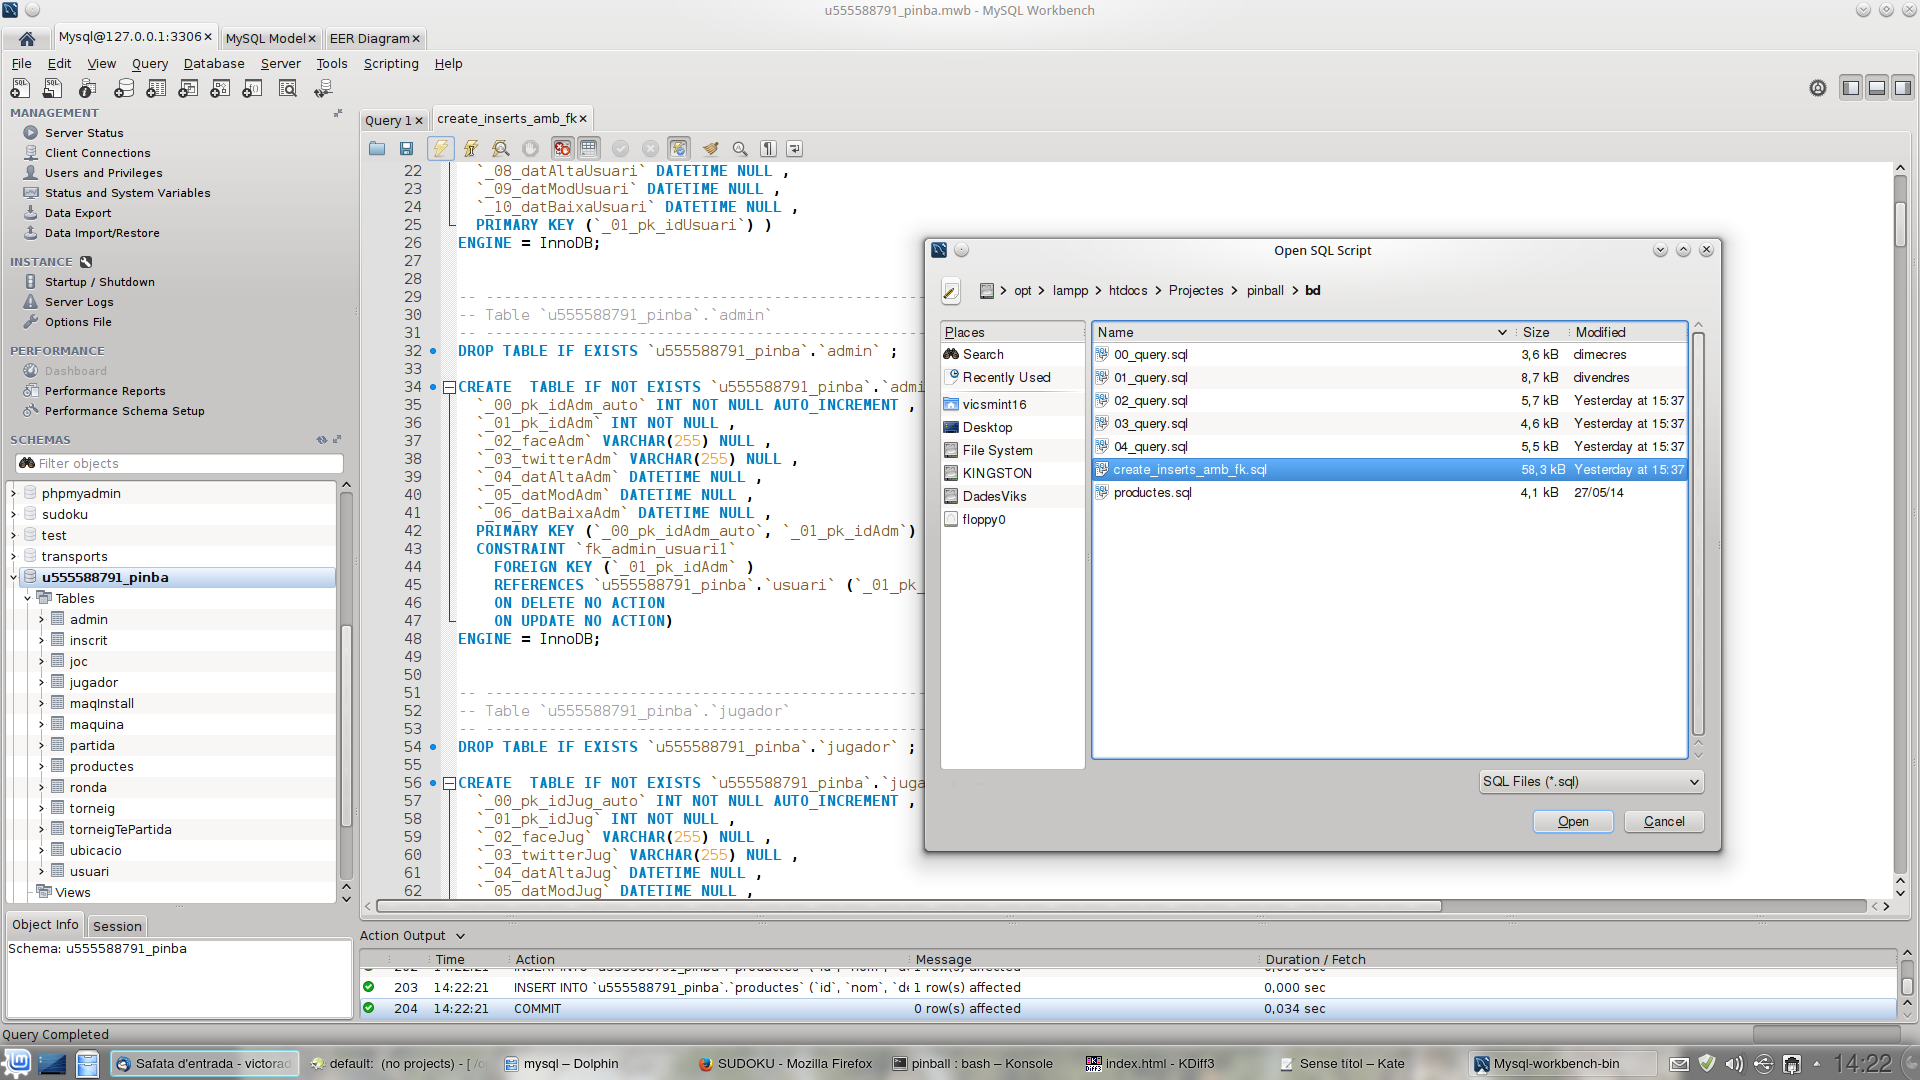 u555588791_pinba.mwb - MySQL Workbench
Mysql@127.0.0.1:3306 MySQL Model EER Diagram
File Edit View Query Database Server Tools Scripting Help
MANAGEMENT
Server Status
Client Connections
Users and Privileges
Status and System Variables
Data Export
Data Import/Restore
INSTANCE
Startup / Shutdown
Server Logs
Options File
PERFORMANCE
Dashboard
Performance Reports
Performance Schema Setup
SCHEMAS
Filter objects
phpmyadmin
sudoku
test
transports
u555588791_pinba
Tables
admin
inscrit
joc
jugador
maqInstall
maquina
partida
productes
ronda
torneig
torneigTePartida
ubicacio
usuari
Views
Object Info Session
Schema: u555588791_pinba
Query 1 create_inserts_amb_fk
22 `_08_datAltaUsuari` DATETIME NULL ,
23 `_09_datModUsuari` DATETIME NULL ,
24 `_10_datBaixaUsuari` DATETIME NULL ,
25 PRIMARY KEY (`_01_pk_idUsuari`) )
26 ENGINE = InnoDB;
27
28
29 -- -----------------------------------------------------
30 -- Table `u555588791_pinba`.`admin`
31 -- -----------------------------------------------------
32 DROP TABLE IF EXISTS `u555588791_pinba`.`admin` ;
33
34 CREATE  TABLE IF NOT EXISTS `u555588791_pinba`.`admi
35 `_00_pk_idAdm_auto` INT NOT NULL AUTO_INCREMENT ,
36 `_01_pk_idAdm` INT NOT NULL ,
37 `_02_faceAdm` VARCHAR(255) NULL ,
38 `_03_twitterAdm` VARCHAR(255) NULL ,
39 `_04_datAltaAdm` DATETIME NULL ,
40 `_05_datModAdm` DATETIME NULL ,
41 `_06_datBaixaAdm` DATETIME NULL ,
42 PRIMARY KEY (`_00_pk_idAdm_auto`, `_01_pk_idAdm`)
43 CONSTRAINT `fk_admin_usuari1`
44 FOREIGN KEY (`_01_pk_idAdm` )
45 REFERENCES `u555588791_pinba`.`usuari` (`_01_pk_
46 ON DELETE NO ACTION
47 ON UPDATE NO ACTION)
48 ENGINE = InnoDB;
49
50
51 -- -----------------------------------------------------
52 -- Table `u555588791_pinba`.`jugador`
53 -- -----------------------------------------------------
54 DROP TABLE IF EXISTS `u555588791_pinba`.`jugador` ;
55
56 CREATE  TABLE IF NOT EXISTS `u555588791_pinba`.`juga
57 `_00_pk_idJug_auto` INT NOT NULL AUTO_INCREMENT ,
58 `_01_pk_idJug` INT NOT NULL ,
59 `_02_faceJug` VARCHAR(255) NULL ,
60 `_03_twitterJug` VARCHAR(255) NULL ,
61 `_04_datAltaJug` DATETIME NULL ,
62 `_05_datModJug` DATETIME NULL ,
Open SQL Script
opt lampp htdocs Projectes pinball bd
Places
Search
Recently Used
vicsmint16
Desktop
File System
KINGSTON
DadesViks
floppy0
Name Size Modified
00_query.sql 3,6 kB dimecres
01_query.sql 8,7 kB divendres
02_query.sql 5,7 kB Yesterday at 15:37
03_query.sql 4,6 kB Yesterday at 15:37
04_query.sql 5,5 kB Yesterday at 15:37
create_inserts_amb_fk.sql 58,3 kB Yesterday at 15:37
productes.sql 4,1 kB 27/05/14
SQL Files (*.sql)
Open Cancel
Action Output
Time Action Message Duration / Fetch
202 14:22:21 INSERT INTO `u555588791_pinba`.`productes` (`id`, `nom`, `de 1 row(s) affected 0,000 sec
203 14:22:21 INSERT INTO `u555588791_pinba`.`productes` (`id`, `nom`, `de 1 row(s) affected 0,000 sec
204 14:22:21 COMMIT 0 row(s) affected 0,034 sec
Query Completed
Safata d'entrada - victorad default: (no projects) - [ /o mysql – Dolphin SUDOKU - Mozilla Firefox pinball : bash – Konsole index.html - KDiff3 Sense títol – Kate Mysql-workbench-bin 14:22